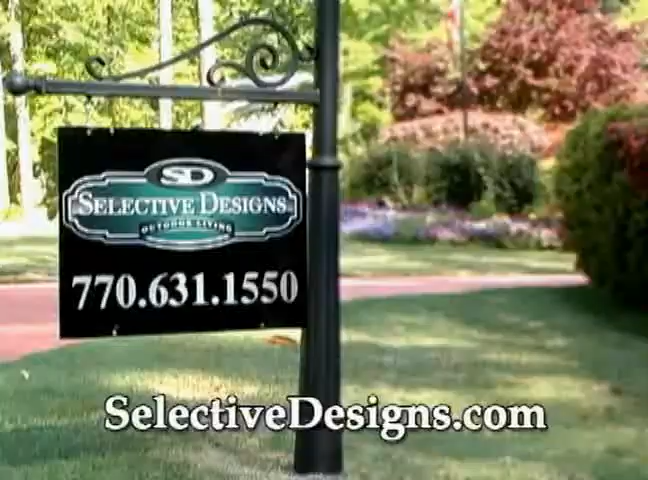 SD
SELECTIVE DESIGNS
OUTDOOR LIVING
770.631.1550
SelectiveDesigns.com